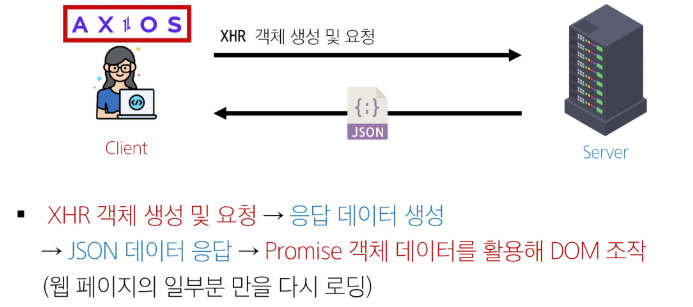 AXIOS
XHR 객체 생성 및 요청
{:}
JSON
Client
Server
▪ XHR 객체 생성 및 요청 → 응답 데이터 생성
→ JSON 데이터 응답 → Promise 객체 데이터를 활용해 DOM 조작
(웹 페이지의 일부분 만을 다시 로딩)